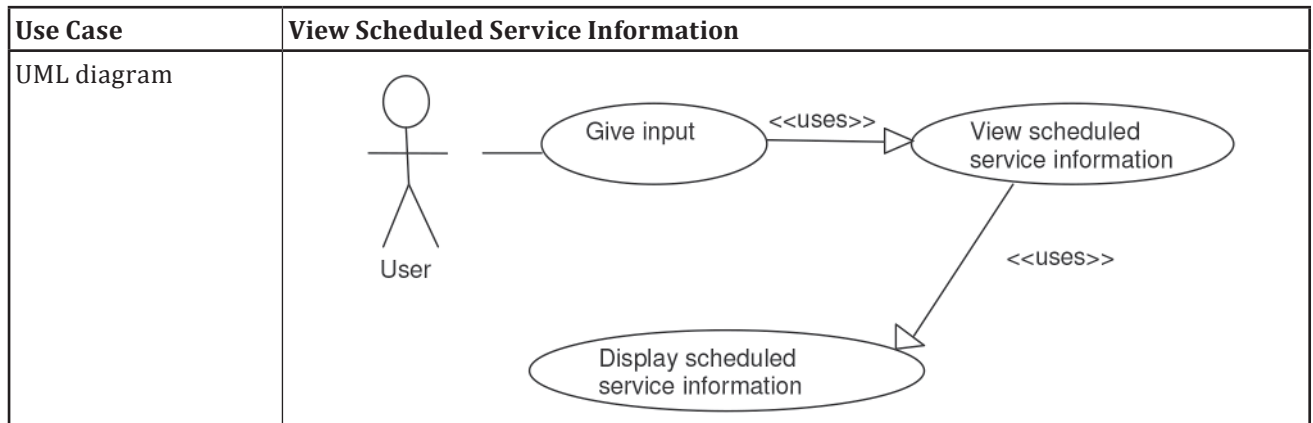 Use Case
View Scheduled Service Information
UML diagram
Give input
<<uses>>
View scheduled
service information
User
<<uses>>
Display scheduled
service information